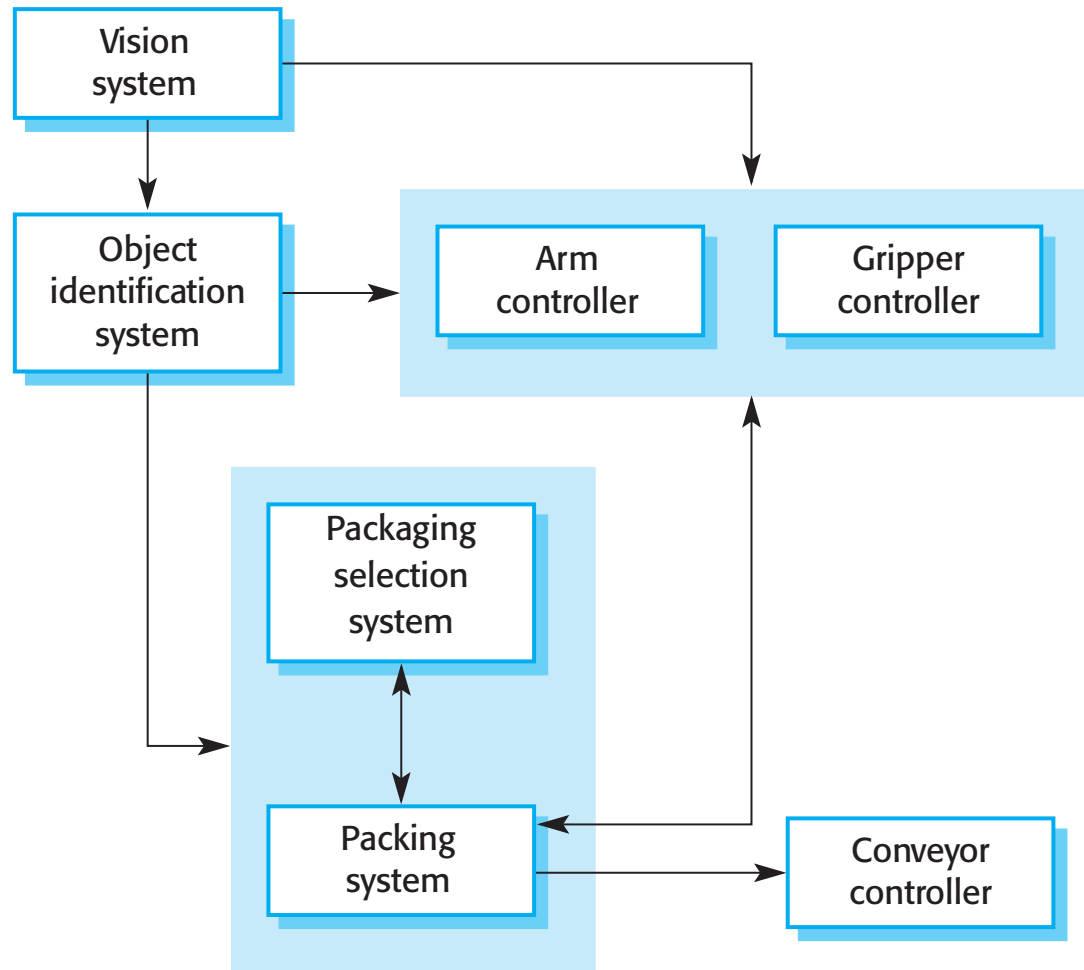 Vision
system
Object
identification
system
Arm
controller
Gripper
controller
Packaging
selection
system
Packing
system
Conveyor
controller